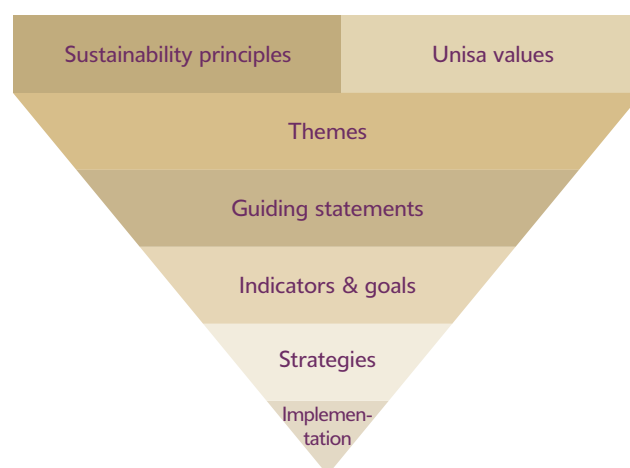 Sustainability principles
Unisa values
Themes
Guiding statements
Indicators & goals
Strategies
Implemen-
tation